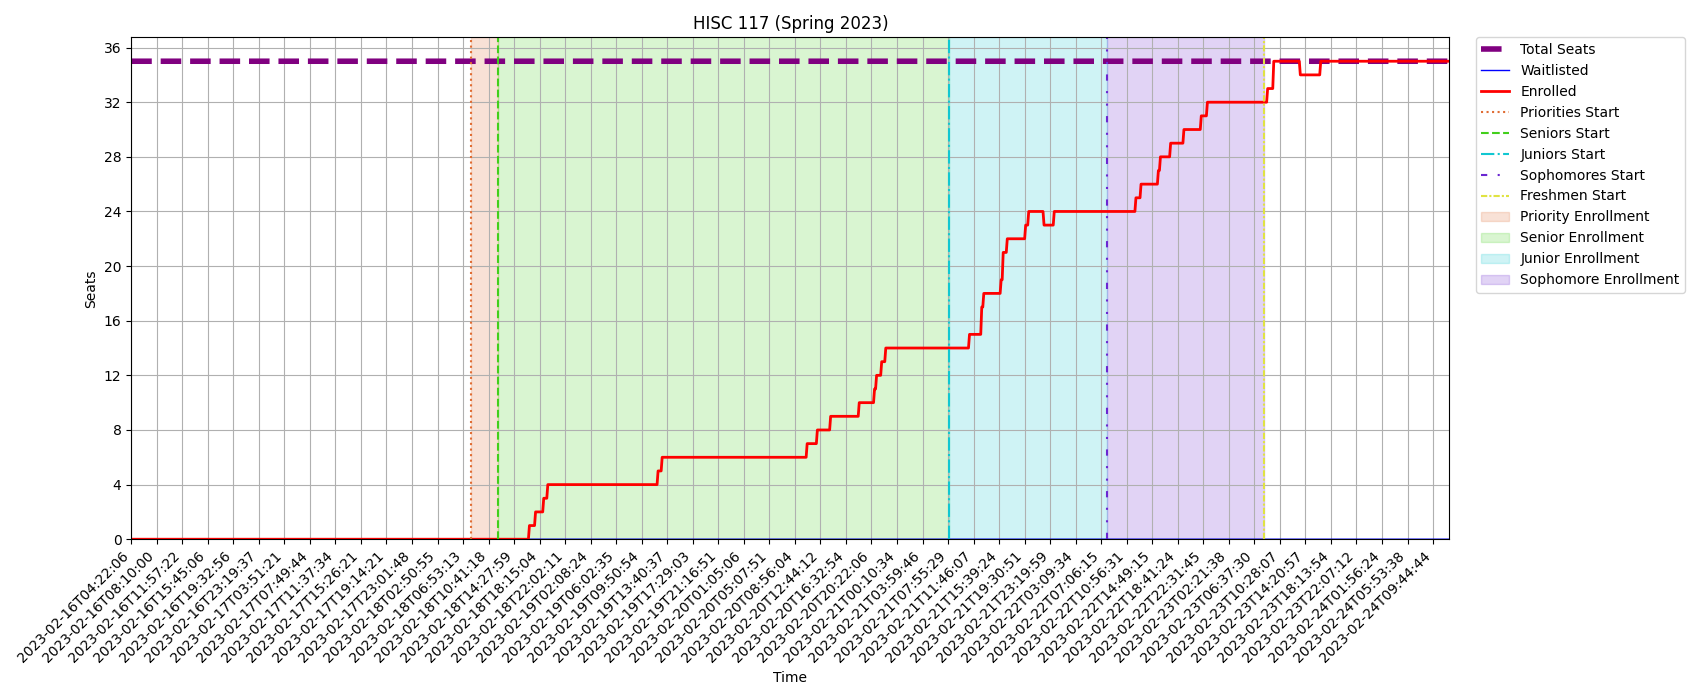 HISC 117 (Spring 2023)
36
32
28
24
20
16
12
8
4
0
Seats
2023-02-16T04:22:06
2023-02-16T08:10:00
2023-02-16T11:57:22
2023-02-16T15:45:06
2023-02-16T19:32:56
2023-02-16T23:19:37
2023-02-17T03:51:21
2023-02-17T07:49:44
2023-02-17T11:37:34
2023-02-17T15:26:21
2023-02-17T19:14:21
2023-02-17T23:01:48
2023-02-18T02:50:55
2023-02-18T06:53:13
2023-02-18T10:41:18
2023-02-18T14:27:59
2023-02-18T18:15:04
2023-02-18T22:02:11
2023-02-19T02:08:24
2023-02-19T06:02:35
2023-02-19T09:50:54
2023-02-19T13:40:37
2023-02-19T17:29:03
2023-02-19T21:16:51
2023-02-20T01:05:06
2023-02-20T05:07:51
2023-02-20T08:56:04
2023-02-20T12:44:12
2023-02-20T16:32:54
2023-02-20T20:22:06
2023-02-21T00:10:34
2023-02-21T03:59:46
2023-02-21T07:55:29
2023-02-21T11:46:07
2023-02-21T15:39:24
2023-02-21T19:30:51
2023-02-21T23:19:59
2023-02-22T03:09:34
2023-02-22T07:06:15
2023-02-22T10:56:31
2023-02-22T14:49:15
2023-02-22T18:41:24
2023-02-22T22:31:45
2023-02-23T02:21:38
2023-02-23T06:37:30
2023-02-23T10:28:07
2023-02-23T14:20:57
2023-02-23T18:13:54
2023-02-23T22:07:12
2023-02-24T01:56:24
2023-02-24T05:53:38
2023-02-24T09:44:44
Time
Total Seats
Waitlisted
Enrolled
Priorities Start
Seniors Start
Juniors Start
Sophomores Start
Freshmen Start
Priority Enrollment
Senior Enrollment
Junior Enrollment
Sophomore Enrollment